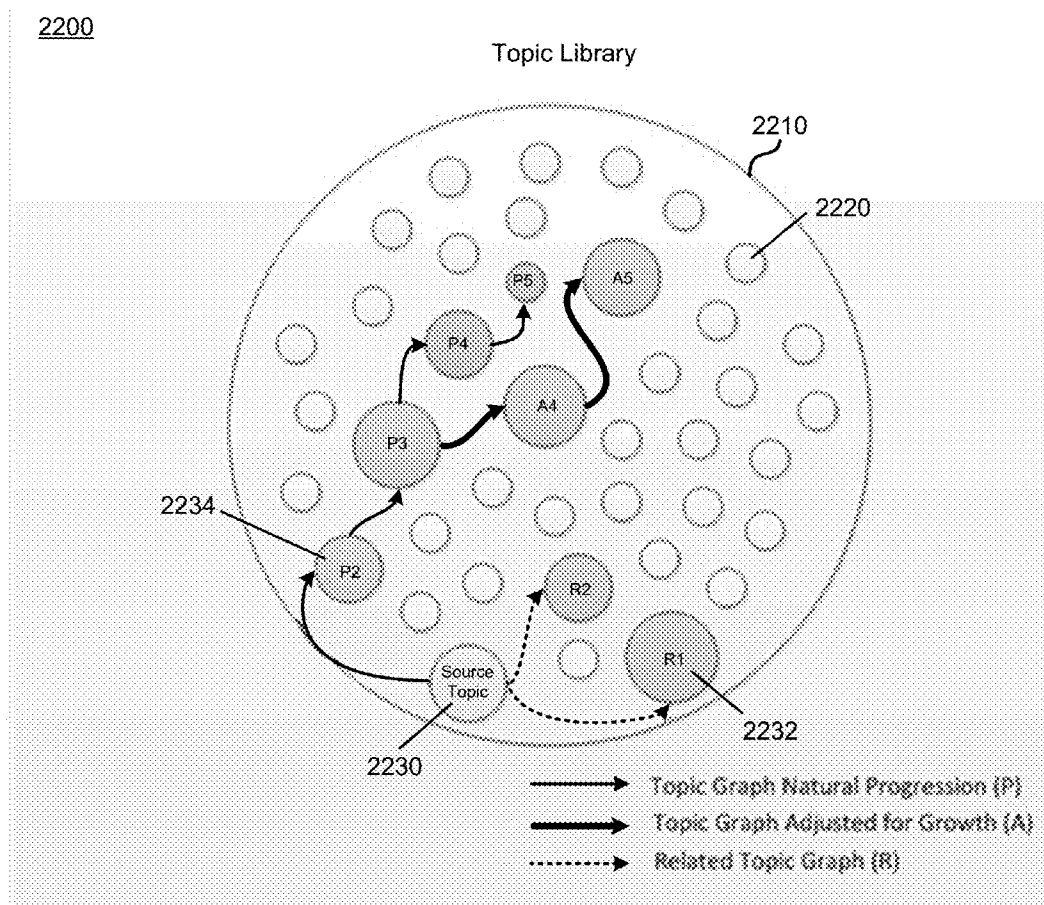 2200
Topic Library
2210
2220
P5
A5
P4
A4
P3
2234
P2
R2
Source
Topic
R1
2230
2232
Topic Graph Natural Progression (P)
Topic Graph Adjusted for Growth (A)
Related Topic Graph (R)